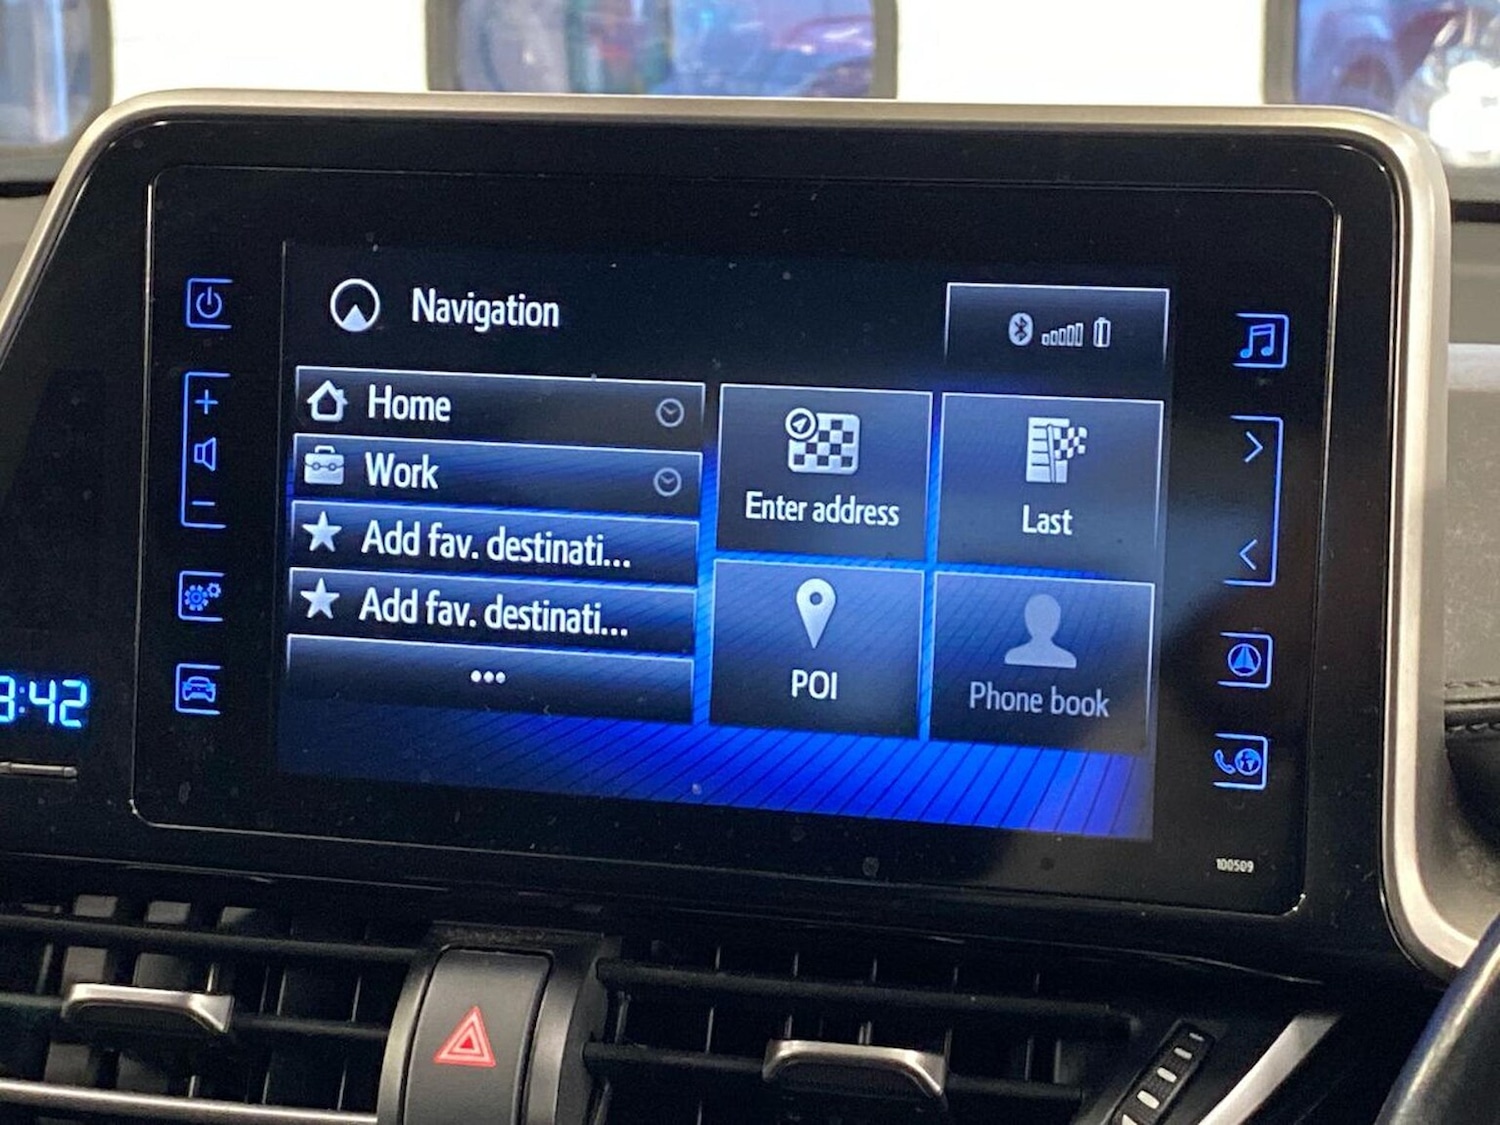 Navigation
Home
Work
Add fav. destinati...
Add fav. destinati...
...
Enter address
Last
POI
Phone book
3:42
100509